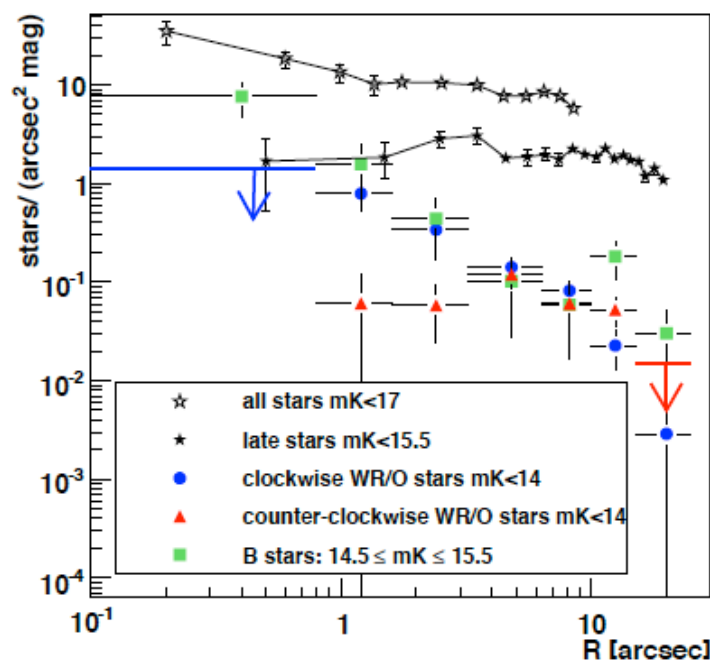 stars/ (arcsec² mag)
10
1
10⁻¹
10⁻²
10⁻³
10⁻⁴
all stars mK<17
late stars mK<15.5
clockwise WR/O stars mK<14
counter-clockwise WR/O stars mK<14
B stars: 14.5 ≤ mK ≤ 15.5
10⁻¹ 1 10
R [arcsec]